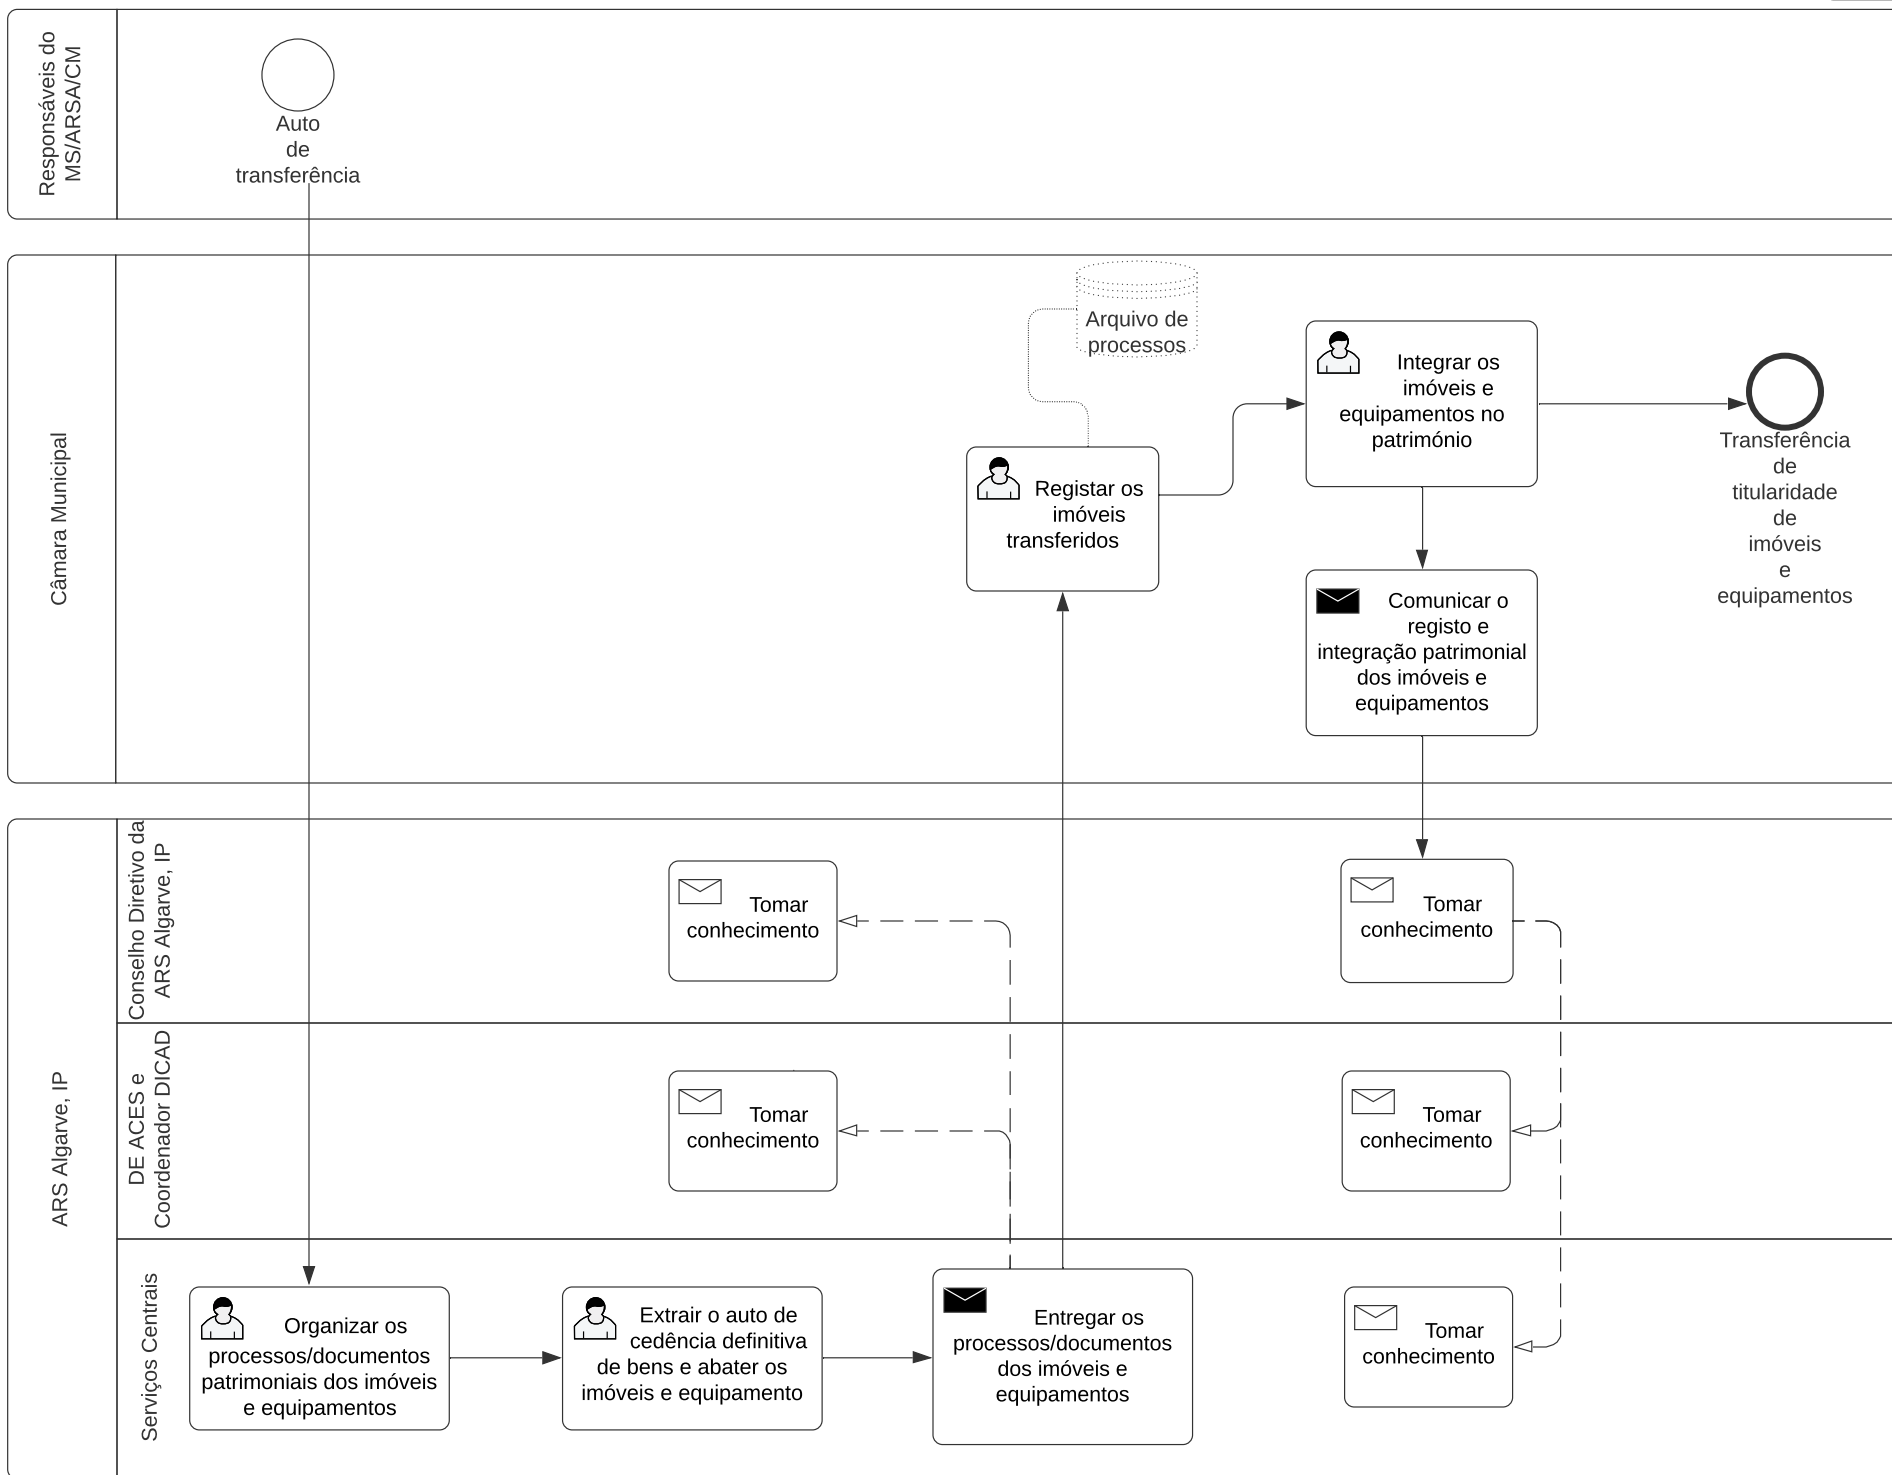 Responsáveis do
MS/ARSA/CM
Auto
de
transferência
Câmara Municipal
Arquivo de
processos
Registar os
imóveis
transferidos
Integrar os
imóveis e
equipamentos no
património
Transferência
de
titularidade
de
imóveis
e
equipamentos
Comunicar o
registo e
integração patrimonial
dos imóveis e
equipamentos
ARS Algarve, IP
Conselho Diretivo da
ARS Algarve, IP
Tomar
conhecimento
Tomar
conhecimento
DE ACES e
Coordenador DICAD
Tomar
conhecimento
Tomar
conhecimento
Serviços Centrais
Organizar os
processos/documentos
patrimoniais dos imóveis
e equipamentos
Extrair o auto de
cedência definitiva
de bens e abater os
imóveis e equipamento
Entregar os
processos/documentos
dos imóveis e
equipamentos
Tomar
conhecimento